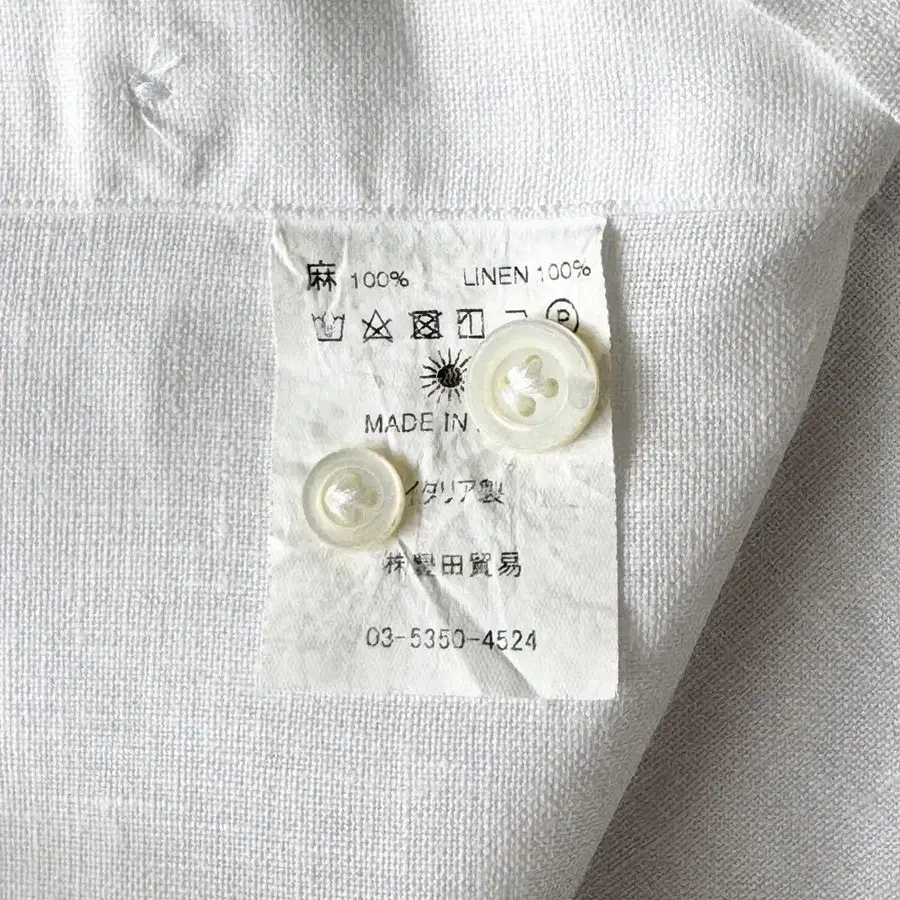 麻 100% LINEN 100%
P
MADE IN
イタリア製
㈱豊田貿易
03-5350-4524